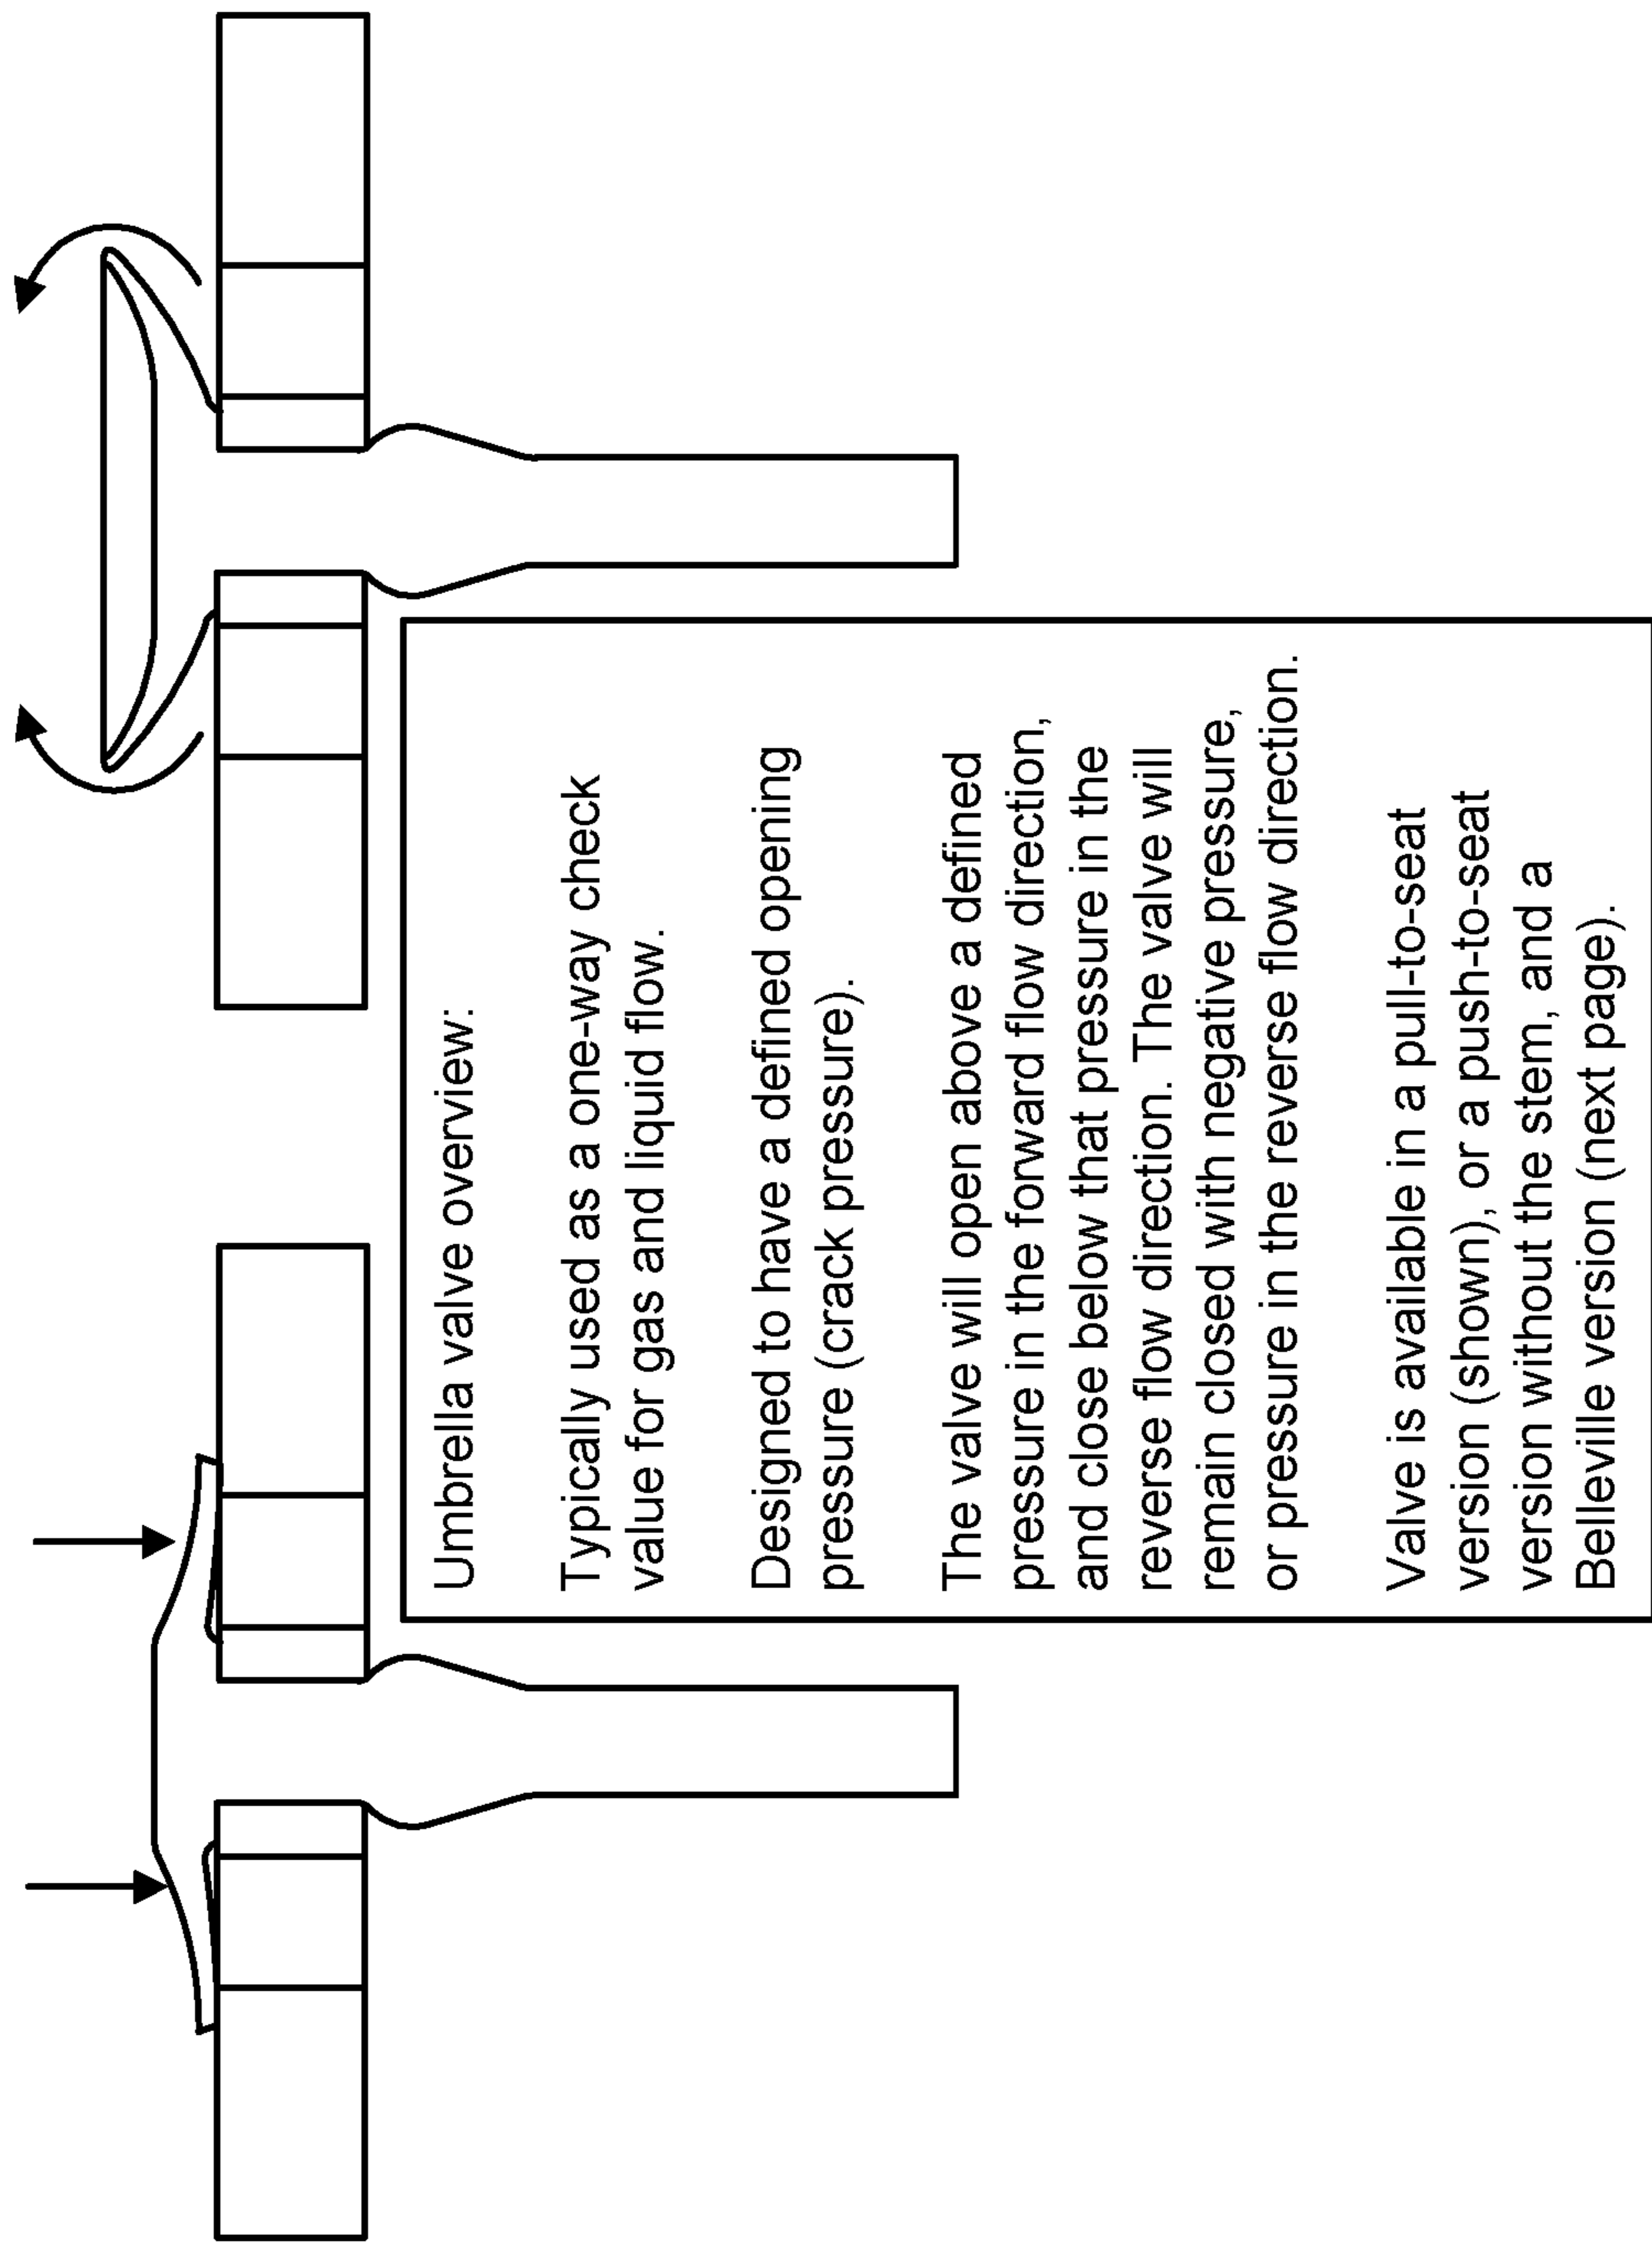 Umbrella valve overview:
Typically used as a one-way check
value for gas and liquid flow.
Designed to have a defined opening
pressure (crack pressure).
The valve will open above a defined
pressure in the forward flow direction,
and close below that pressure in the
reverse flow direction. The valve will
remain closed with negative pressure,
or pressure in the reverse flow direction.
Valve is available in a pull-to-seat
version (shown), or a push-to-seat
version without the stem, and a
Belleville version (next page).